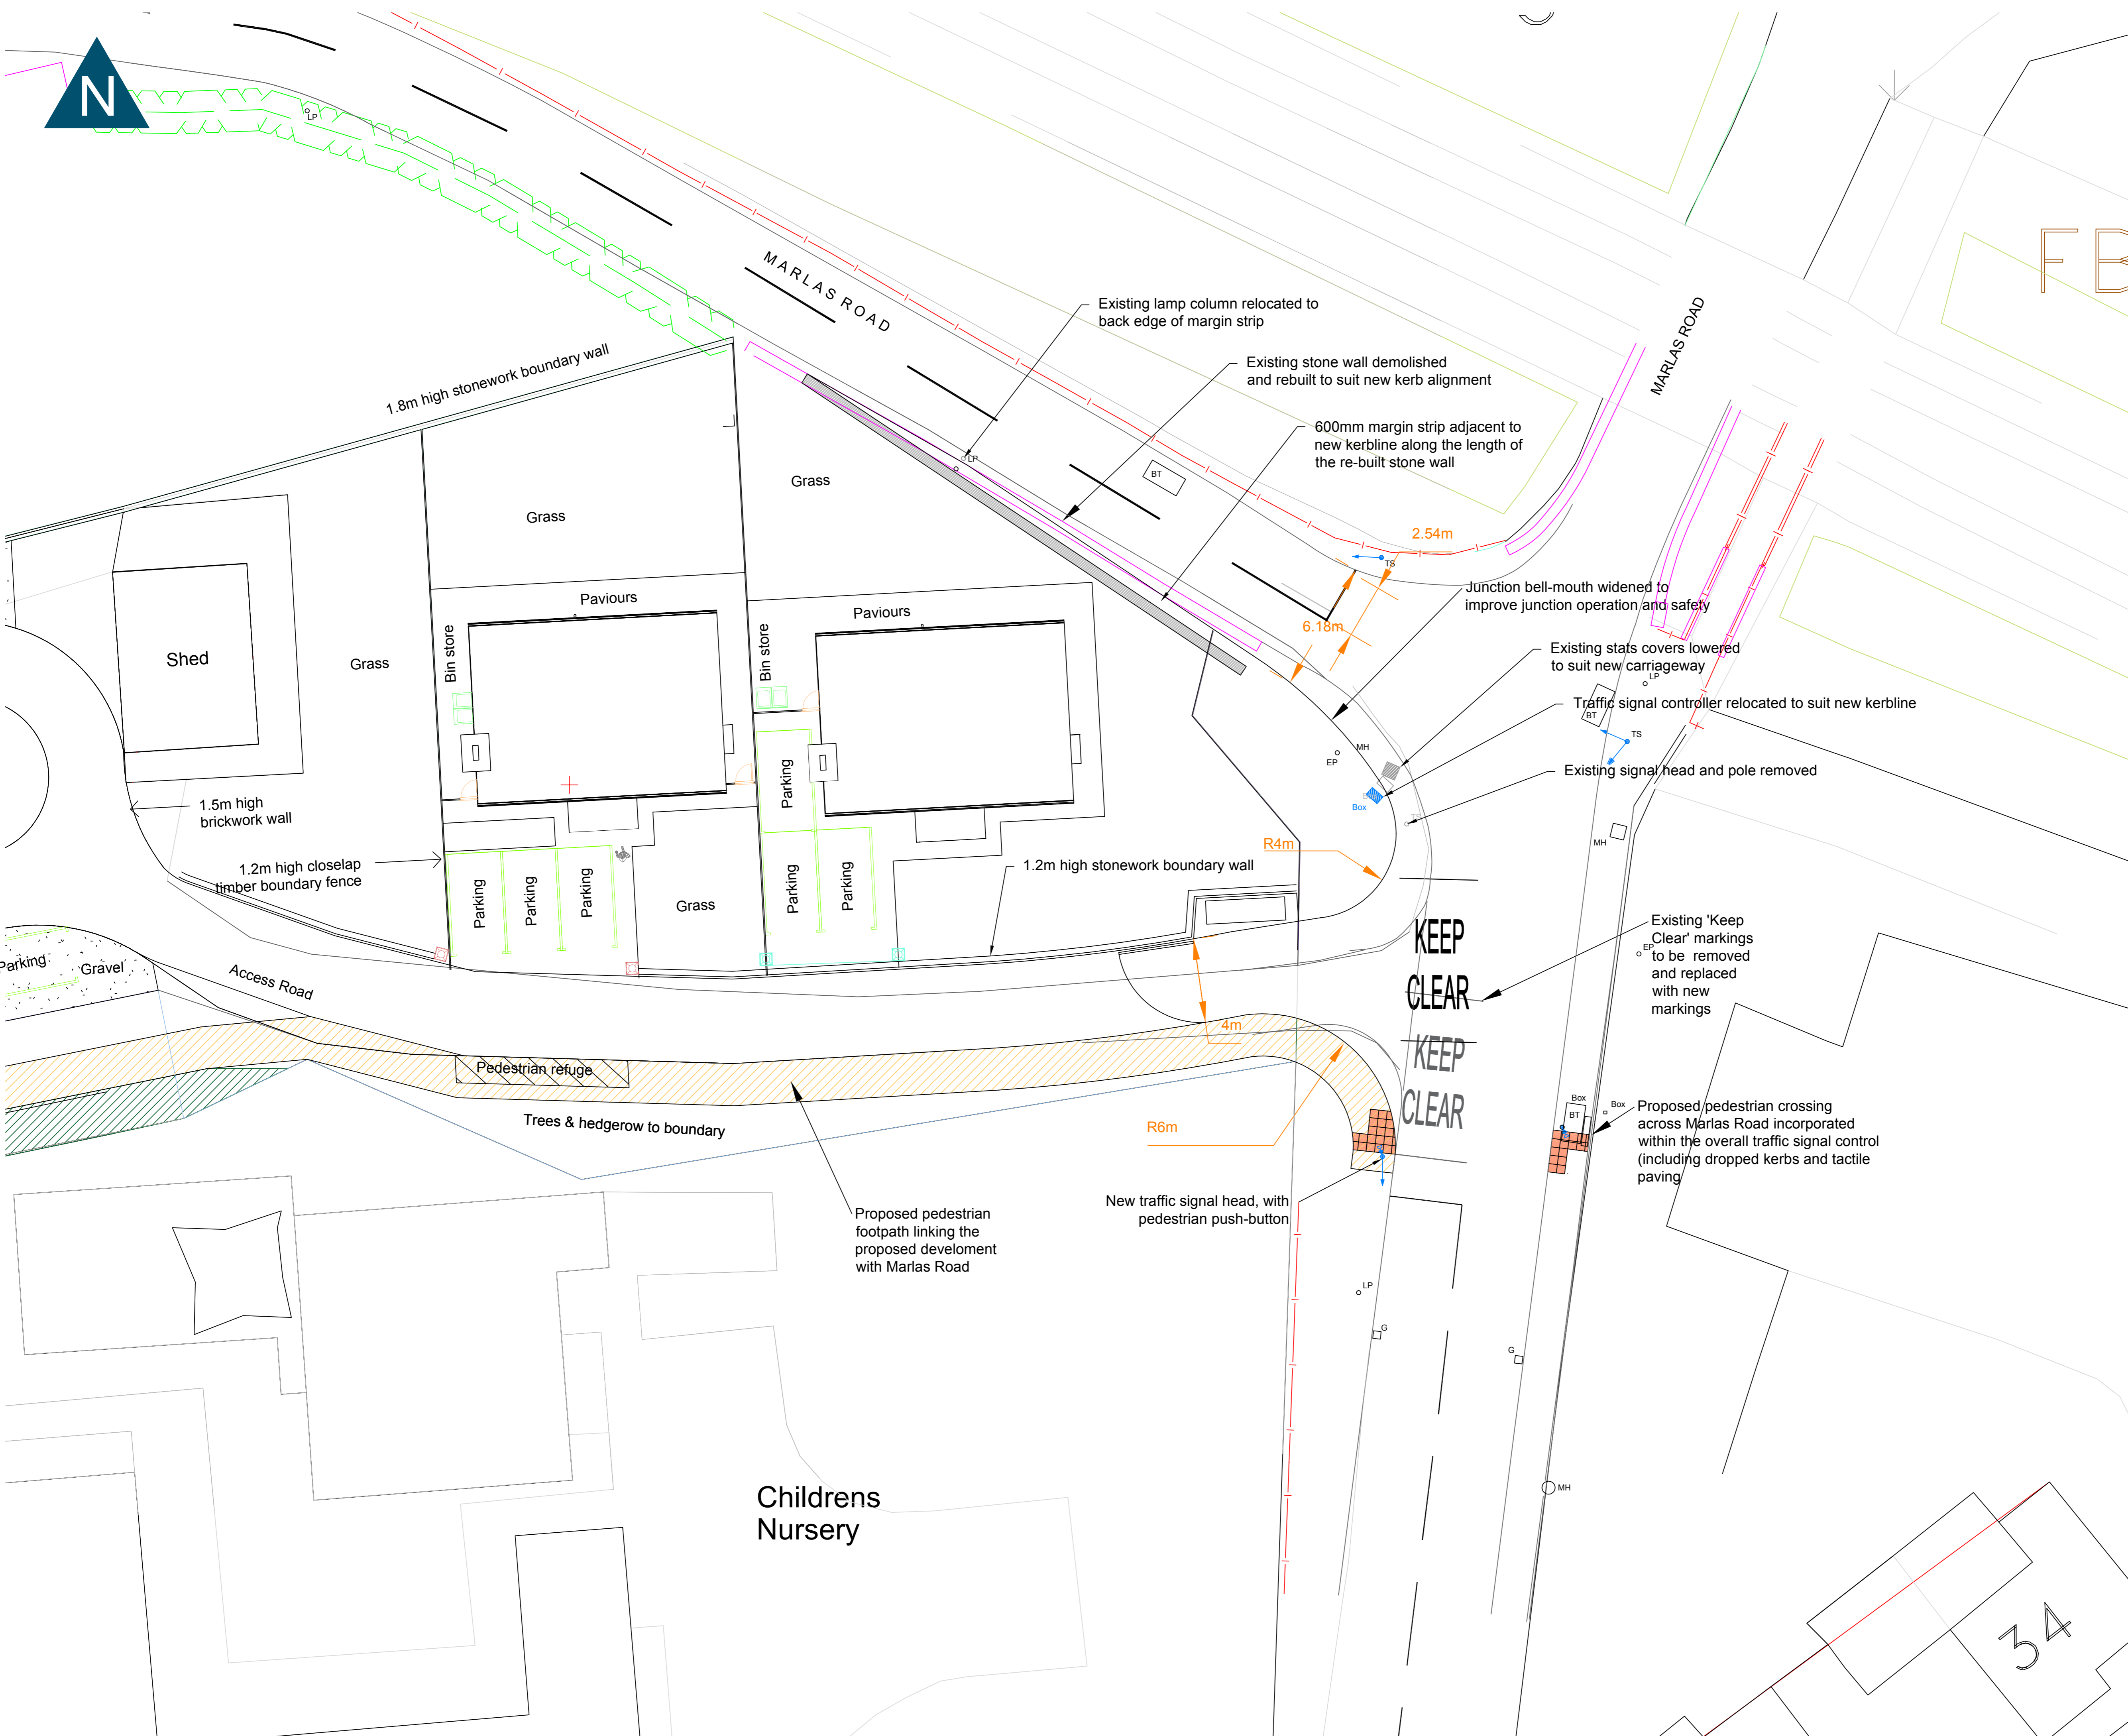 N
LP
MARLAS ROAD
FB
MARLAS ROAD
Existing lamp column relocated to
back edge of margin strip
Existing stone wall demolished
and rebuilt to suit new kerb alignment
600mm margin strip adjacent to
new kerbline along the length of
the re-built stone wall
1.8m high stonework boundary wall
LP
BT
Grass
Grass
2.54m
TS
Junction bell-mouth widened to
improve junction operation and safety
6.18m
Paviours
Paviours
Bin store
Bin store
Shed
Grass
Existing stats covers lowered
to suit new carriageway
LP
Traffic signal controller relocated to suit new kerbline
BT
TS
MH
EP
Existing signal head and pole removed
Box
1.5m high
brickwork wall
Parking
MH
R4m
1.2m high closelap
timber boundary fence
1.2m high stonework boundary wall
Parking
Parking
Parking
Parking
Parking
Grass
KEEP
CLEAR
Existing 'Keep
Clear' markings
to be removed
and replaced
with new
markings
EP
Parking
Gravel
Access Road
4m
KEEP
CLEAR
Pedestrian refuge
Trees & hedgerow to boundary
R6m
Box
BT
Box
Proposed pedestrian crossing
across Marlas Road incorporated
within the overall traffic signal control
(including dropped kerbs and tactile
paving
New traffic signal head, with
pedestrian push-button
Proposed pedestrian
footpath linking the
proposed develoment
with Marlas Road
LP
G
G
MH
Childrens
Nursery
34